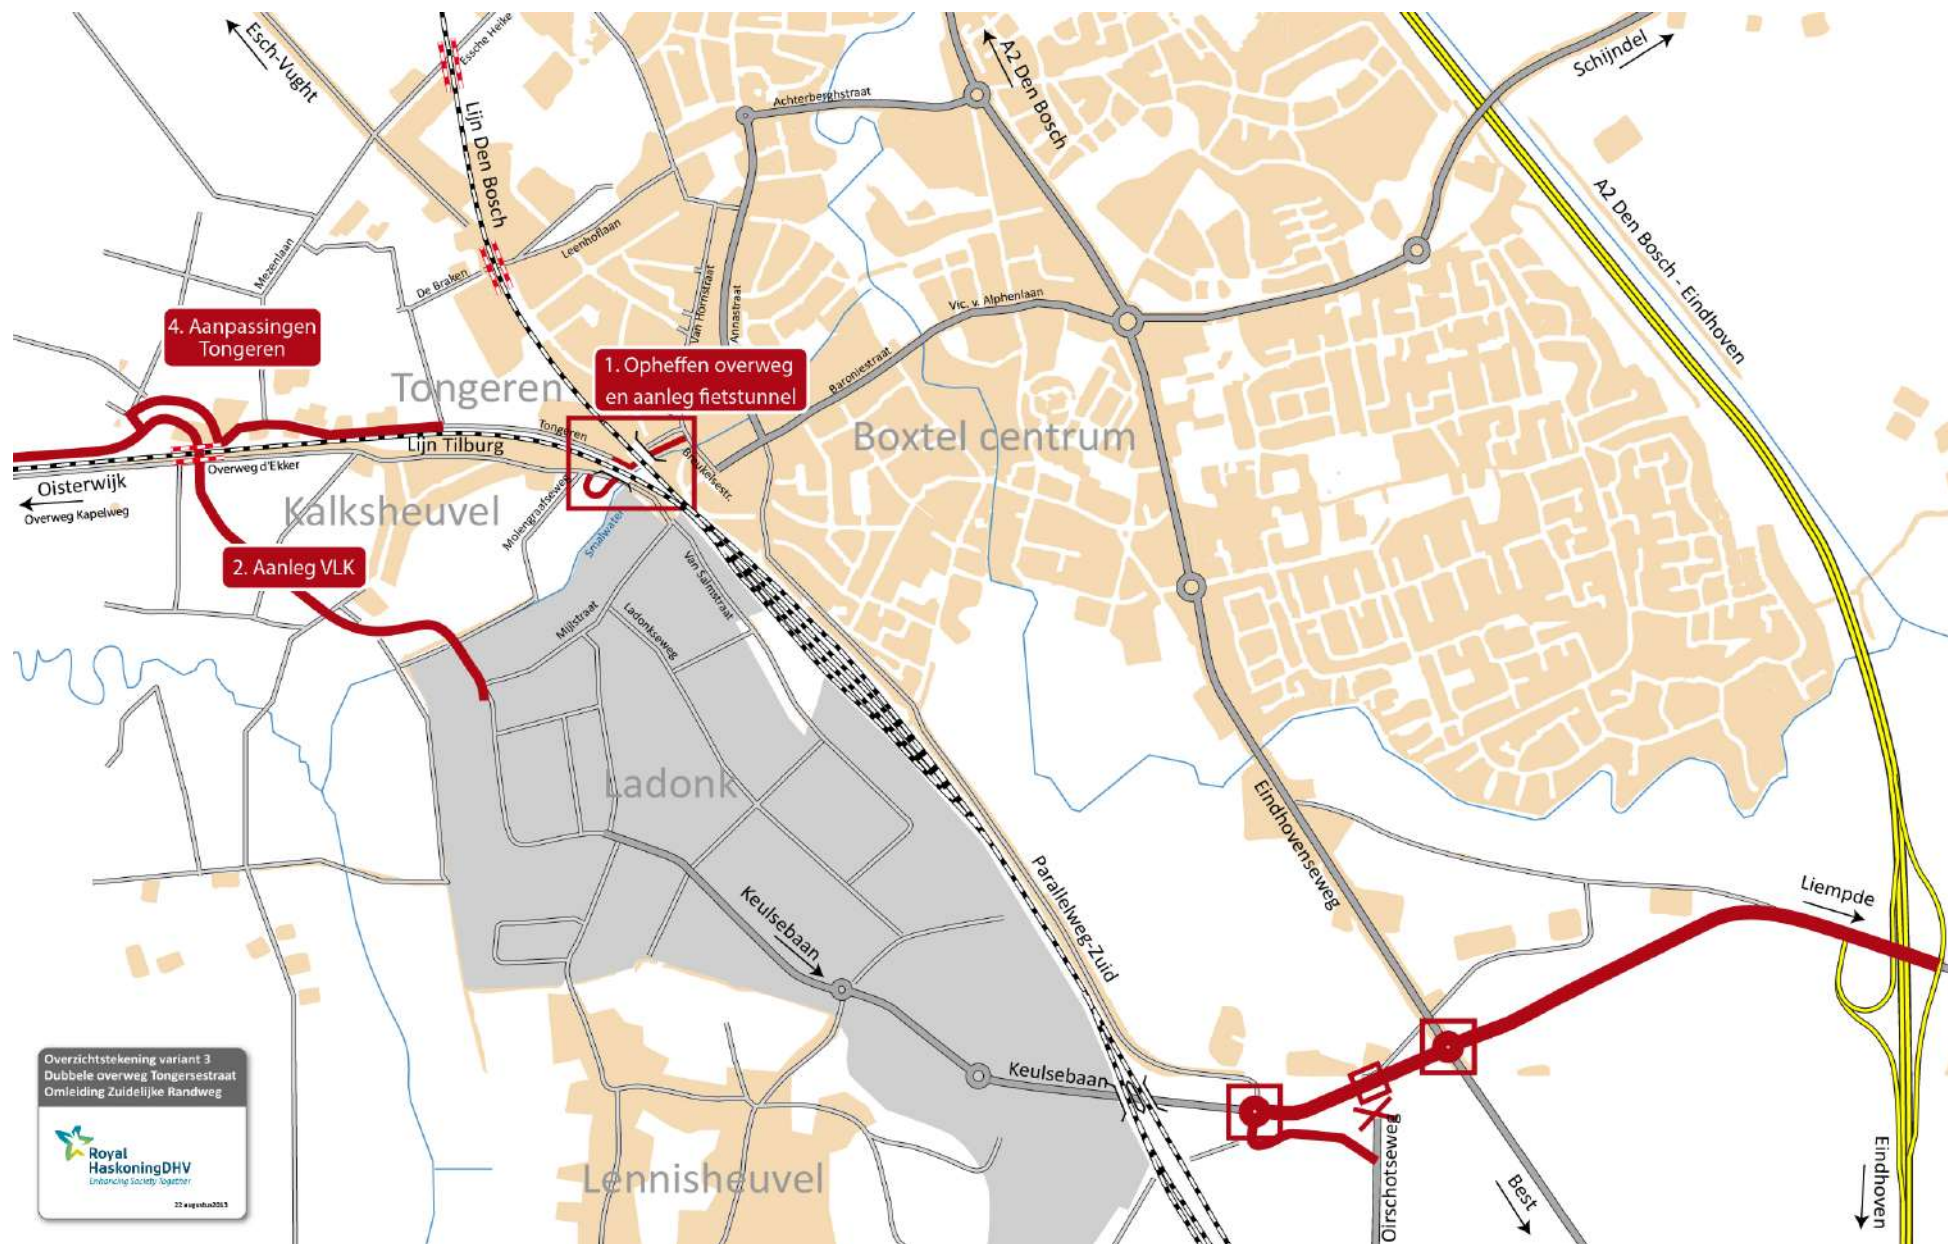 Esch-Vught
Essche Heike
A2 Den Bosch
Schijndel
Lijn Den Bosch
Achterberghstraat
A2 Den Bosch - Eindhoven
Mezenlaan
Leenhoflaan
De Braken
Van Hornstraat
Annastraat
Vic. v. Alphenlaan
Baroniestraat
4. Aanpassingen
Tongeren
1. Opheffen overweg
en aanleg fietstunnel
Tongeren
Boxtel centrum
Tongeren
Lijn Tilburg
Breukelsestr.
Overweg d'Ekker
Oisterwijk
Overweg Kapelweg
Kalksheuvel
Molengraafseweg
Smalwater
2. Aanleg VLK
Van Salmstraat
Mijlstraat
Ladonkseweg
Ladonk
Eindhovenseweg
Parallelweg-Zuid
Keulsebaan
Liempde
Keulsebaan
Oirschotseweg
Best
Eindhoven
Lennisheuvel
Overzichtstekening variant 3
Dubbele overweg Tongersestraat
Omleiding Zuidelijke Randweg
Royal
HaskoningDHV
Enhancing Society Together
22 augustus2013